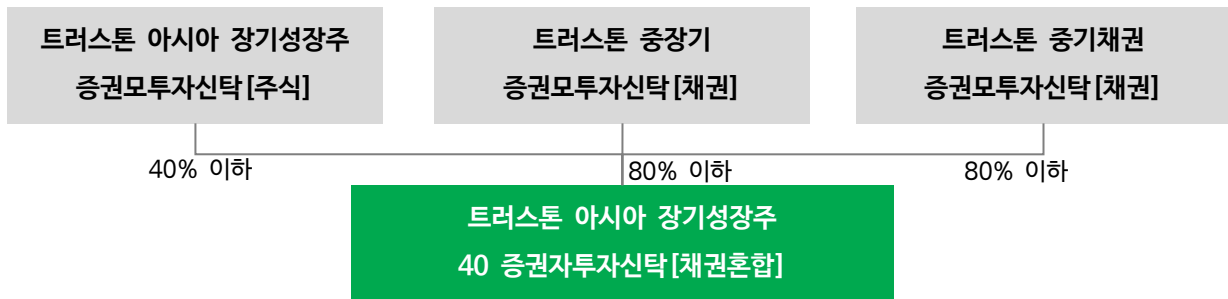 트러스톤 아시아 장기성장주
증권모투자신탁[주식]
트러스톤 중장기
증권모투자신탁[채권]
트러스톤 중기채권
증권모투자신탁[채권]
40% 이하
80% 이하
80% 이하
트러스톤 아시아 장기성장주
40 증권자투자신탁[채권혼합]